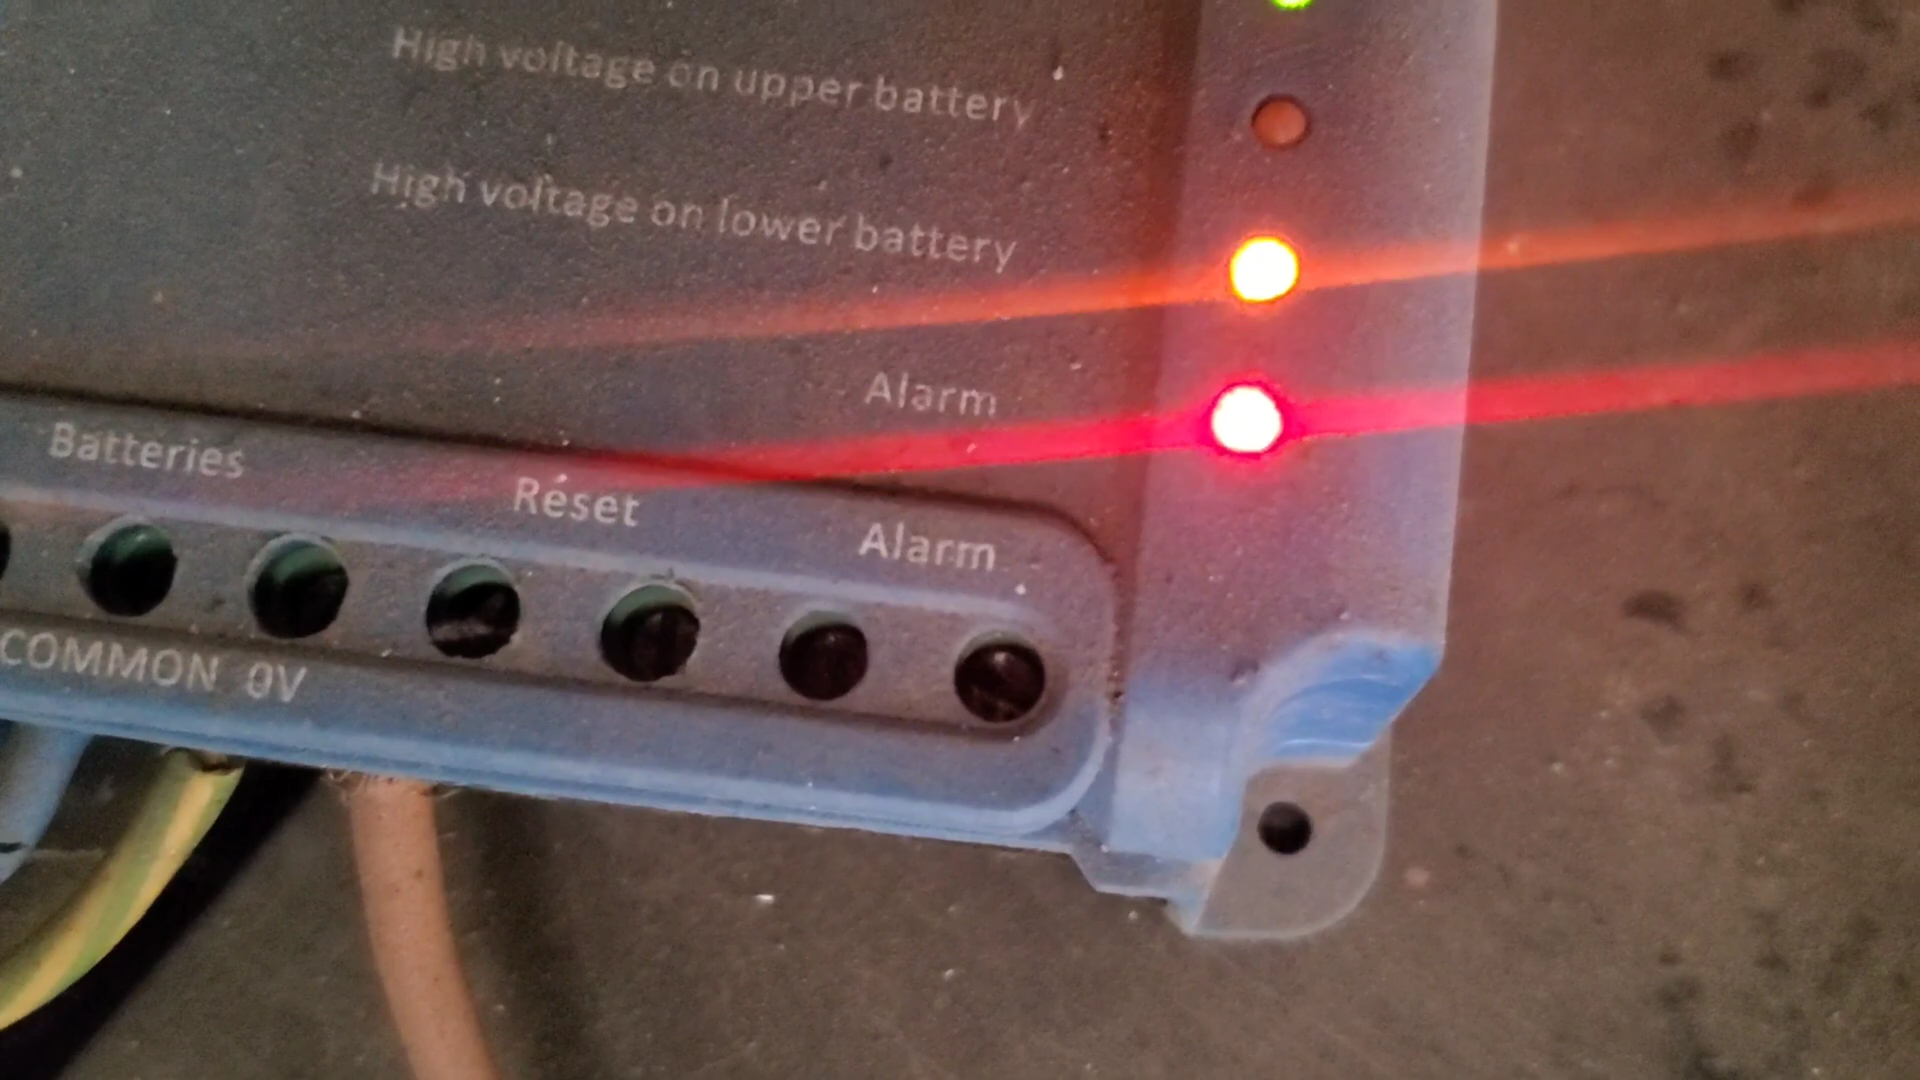 High voltage on upper battery
High voltage on lower battery
Alarm
Batteries
Reset
Alarm
COMMON 0V